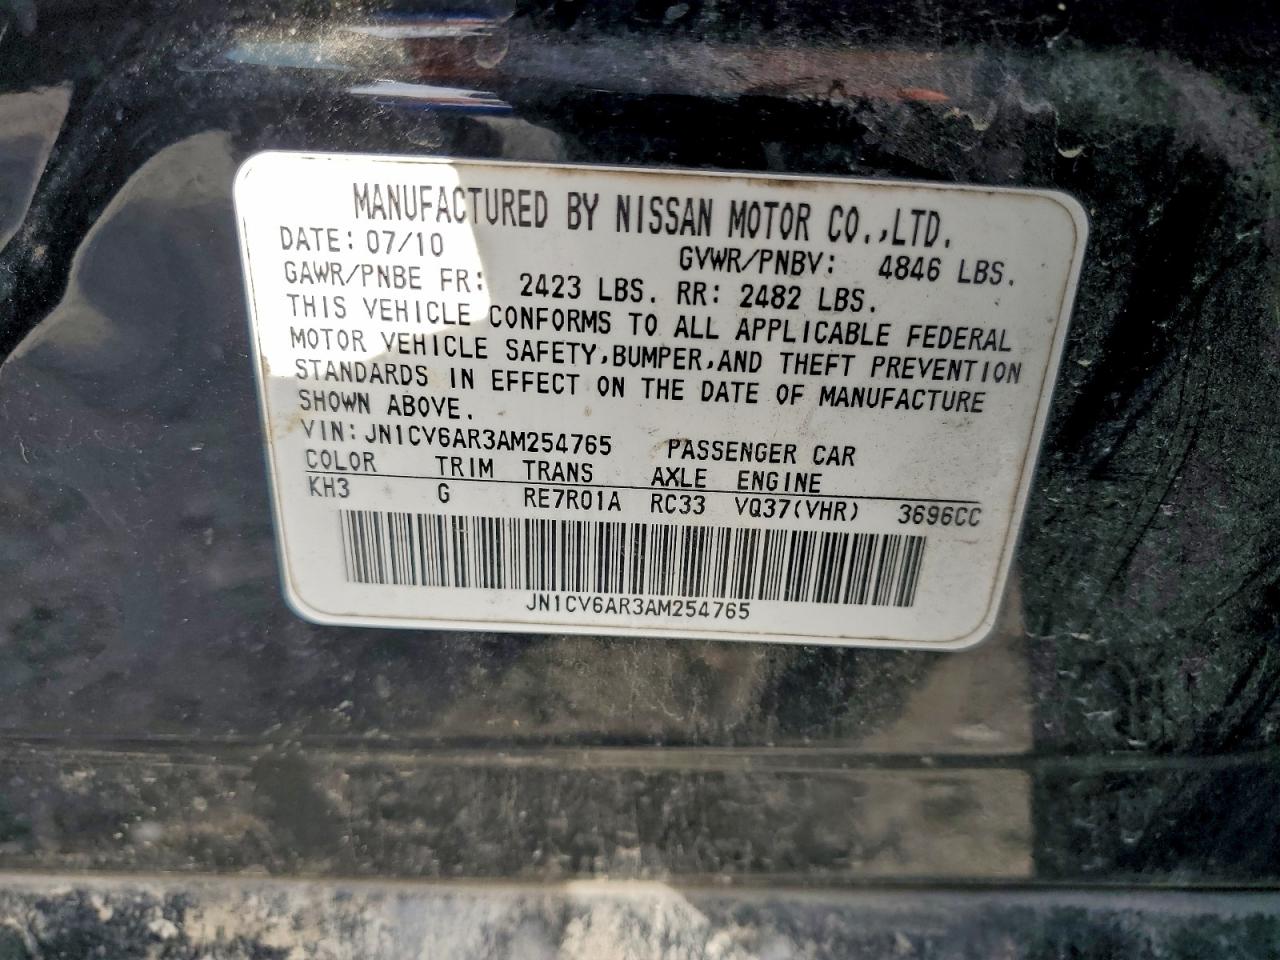 MANUFACTURED BY NISSAN MOTOR CO.,LTD.
DATE: 07/10 GVWR/PNBV: 4846 LBS.
GAWR/PNBE FR: 2423 LBS. RR: 2482 LBS.
THIS VEHICLE CONFORMS TO ALL APPLICABLE FEDERAL
MOTOR VEHICLE SAFETY,BUMPER,AND THEFT PREVENTION
STANDARDS IN EFFECT ON THE DATE OF MANUFACTURE
SHOWN ABOVE.
VIN: JN1CV6AR3AM254765 PASSENGER CAR
COLOR TRIM TRANS AXLE ENGINE
KH3 G RE7R01A RC33 VQ37(VHR) 3696CC
JN1CV6AR3AM254765